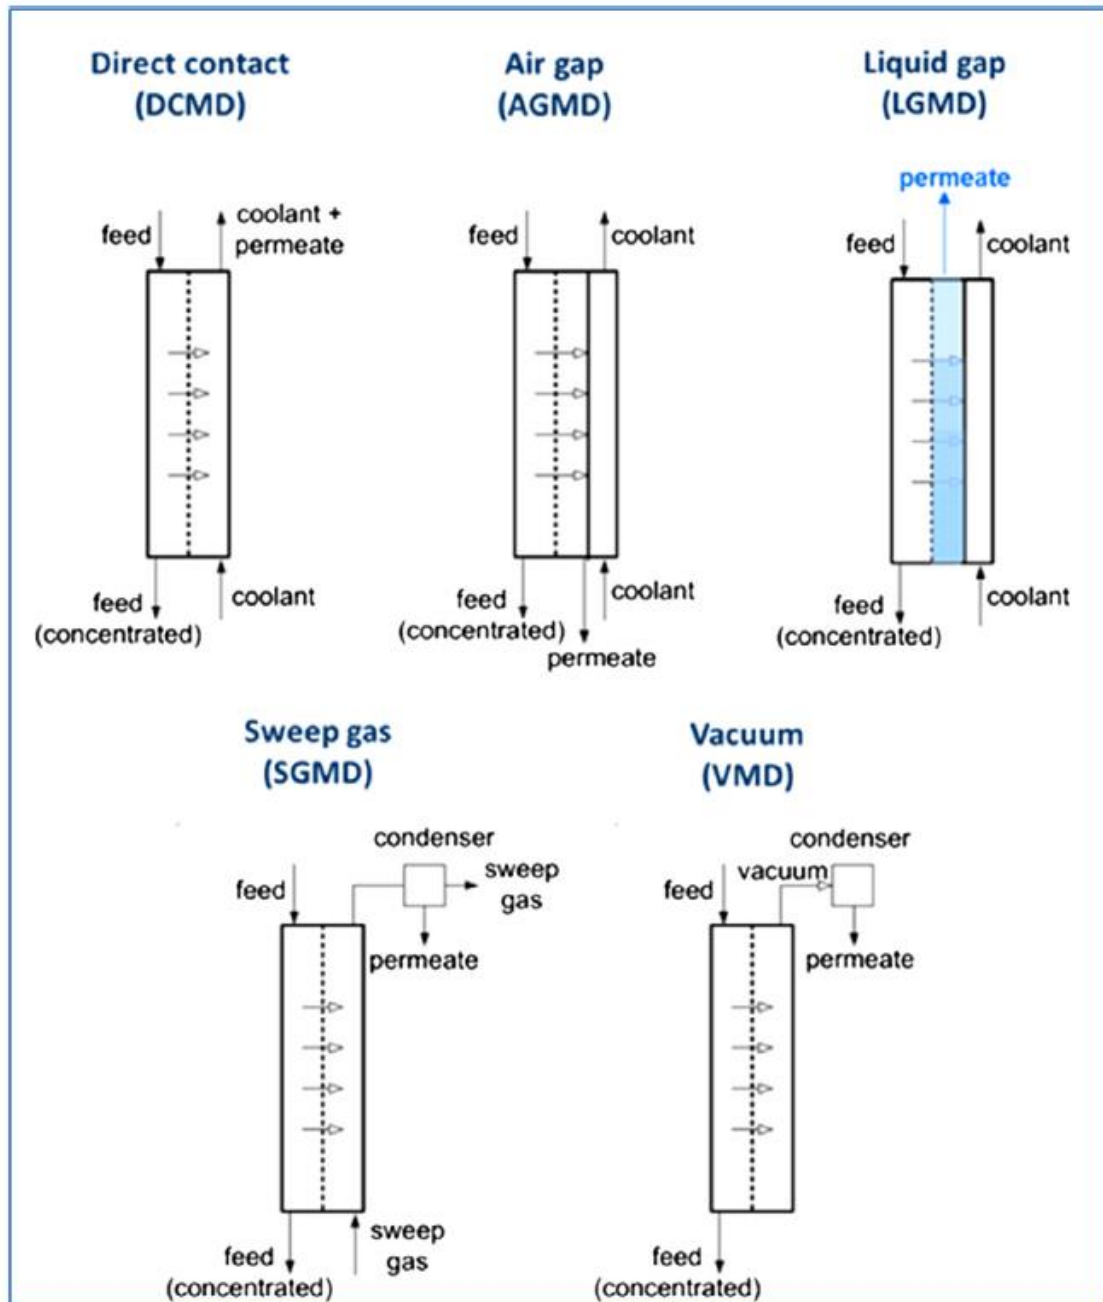 Direct contact
(DCMD)
Air gap
(AGMD)
Liquid gap
(LGMD)
feed
coolant +
permeate
feed
(concentrated)
coolant
feed
coolant
feed
(concentrated)
coolant
permeate
permeate
feed
coolant
feed
(concentrated)
coolant
Sweep gas
(SGMD)
Vacuum
(VMD)
condenser
feed
sweep
gas
permeate
feed
(concentrated)
sweep
gas
condenser
vacuum
feed
permeate
feed
(concentrated)